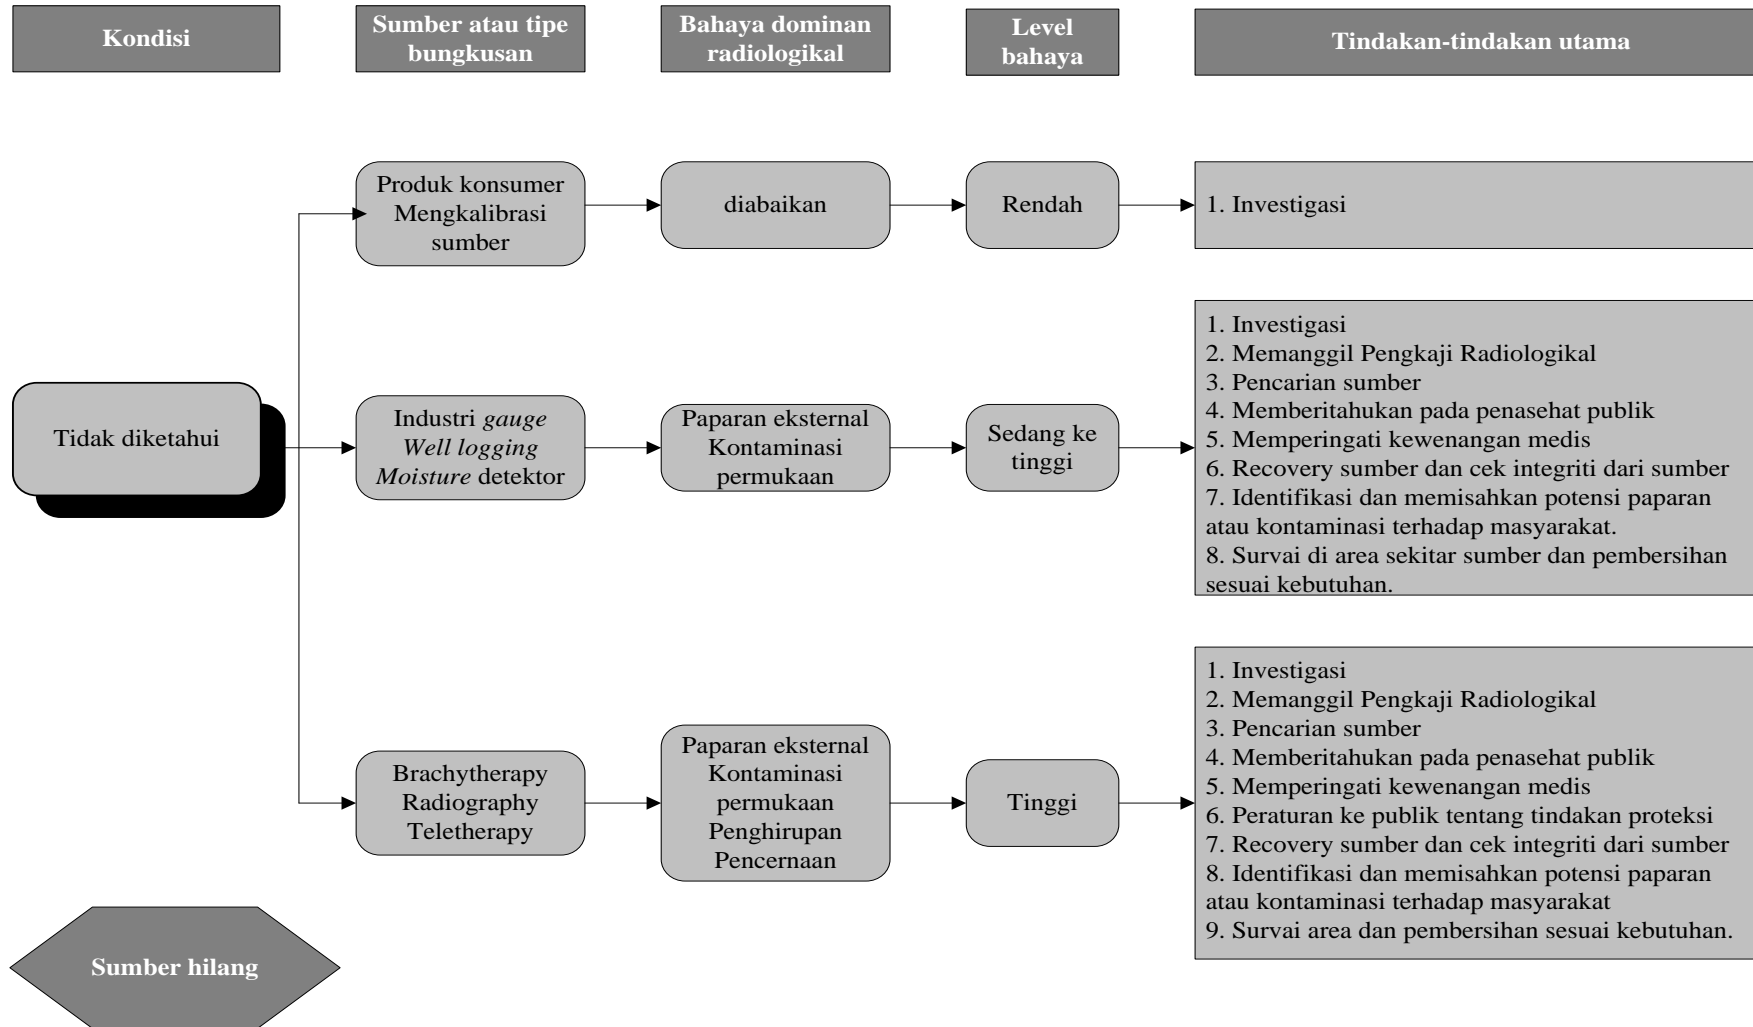 Kondisi
Sumber atau tipe
bungkusan
Bahaya dominan
radiologikal
Level
bahaya
Tindakan-tindakan utama
Tidak diketahui
Produk konsumer
Mengkalibrasi
sumber
diabaikan
Rendah
1. Investigasi
Industri gauge
Well logging
Moisture detektor
Paparan eksternal
Kontaminasi
permukaan
Sedang ke
tinggi
1. Investigasi
2. Memanggil Pengkaji Radiologikal
3. Pencarian sumber
4. Memberitahukan pada penasehat publik
5. Memperingati kewenangan medis
6. Recovery sumber dan cek integriti dari sumber
7. Identifikasi dan memisahkan potensi paparan
atau kontaminasi terhadap masyarakat.
8. Survai di area sekitar sumber dan pembersihan
sesuai kebutuhan.
Brachytherapy
Radiography
Teletherapy
Paparan eksternal
Kontaminasi
permukaan
Penghirupan
Pencernaan
Tinggi
1. Investigasi
2. Memanggil Pengkaji Radiologikal
3. Pencarian sumber
4. Memberitahukan pada penasehat publik
5. Memperingati kewenangan medis
6. Peraturan ke publik tentang tindakan proteksi
7. Recovery sumber dan cek integriti dari sumber
8. Identifikasi dan memisahkan potensi paparan
atau kontaminasi terhadap masyarakat
9. Survai area dan pembersihan sesuai kebutuhan.
Sumber hilang